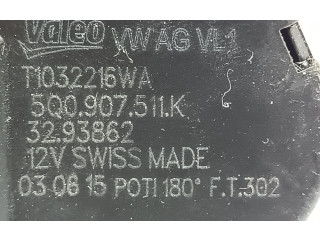 Valeo VW AG VL1
T1032216WA
5Q0.907.511.K
32.93862
12V SWISS MADE
03 06 15 POTI 180° F.T.302